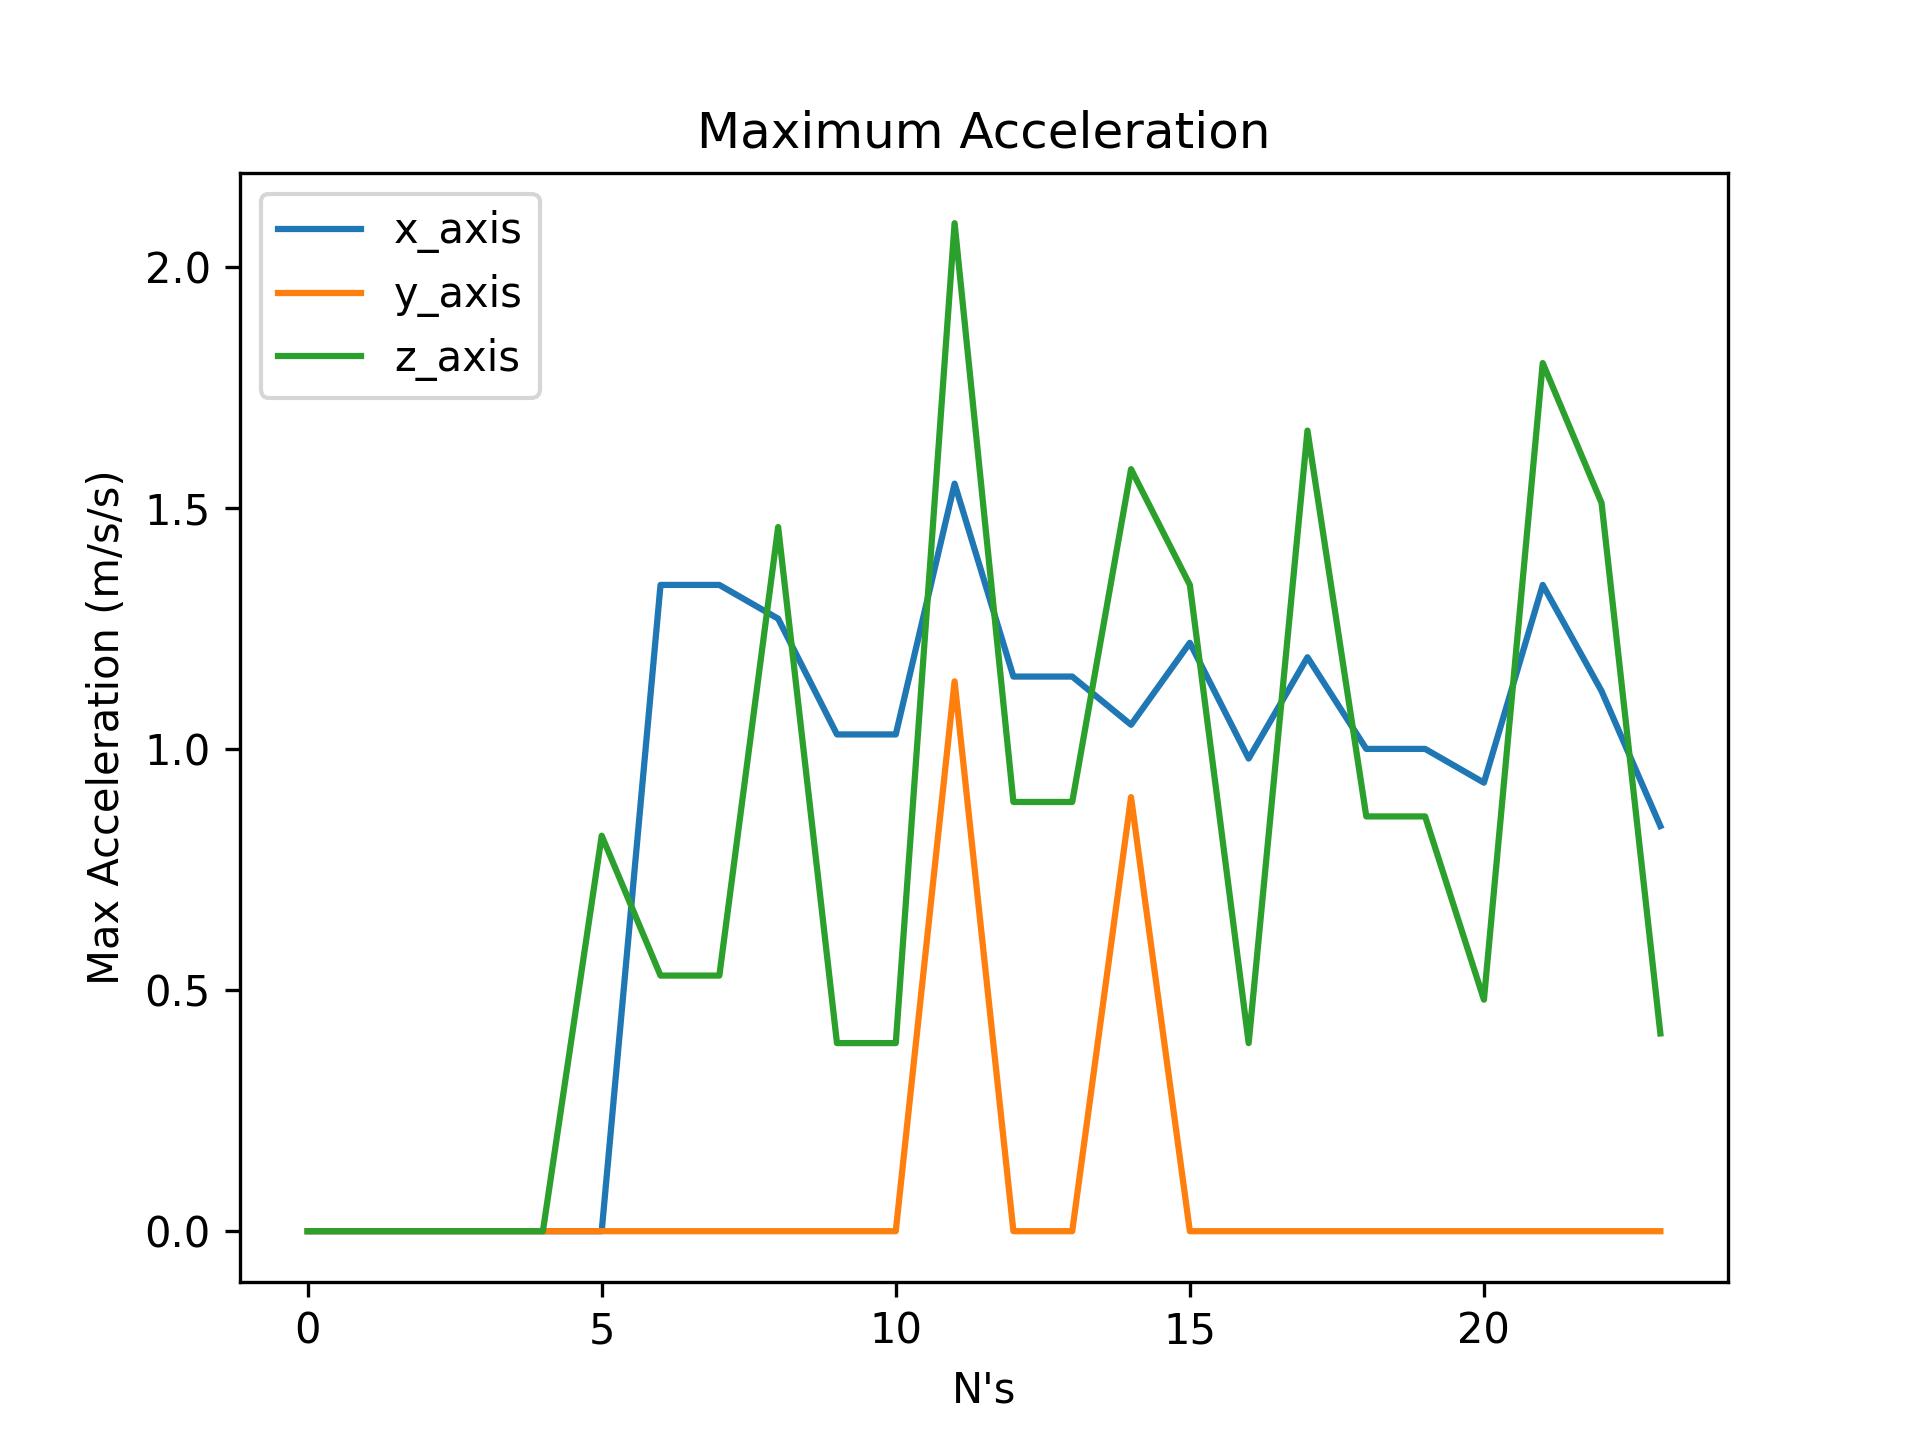 Maximum Acceleration
x_axis
y_axis
z_axis
Max Acceleration (m/s/s)
2.0
1.5
1.0
0.5
0.0
0 5 10 15 20
N's